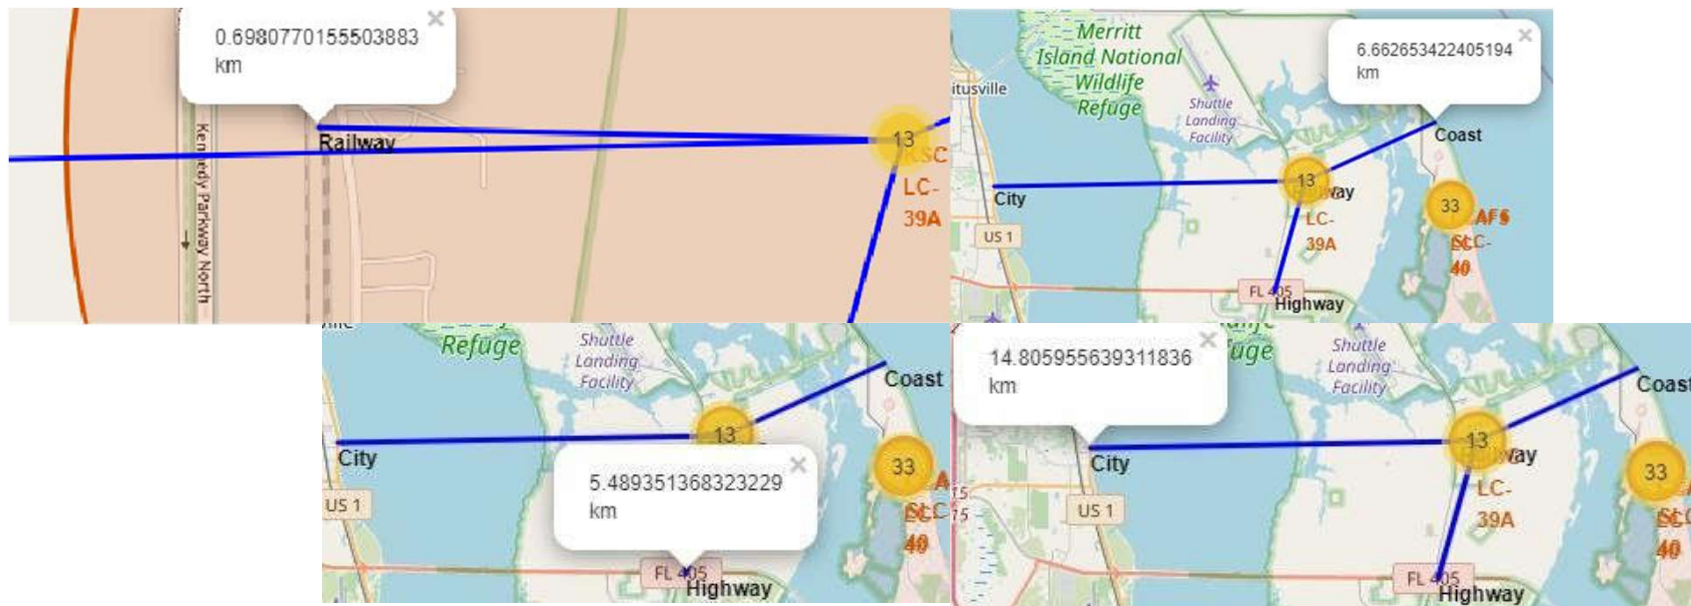 0.6980770155503883
km
Railway
Kennedy Parkway North
13
KSC
LC-
39A
Merritt
Island National
Wildlife
Refuge
itusville
Shuttle
Landing
Facility
6.662653422405194
km
Coast
City
13
LC-
39A
33
US 1
FL 405
Highway
Refuge
Shuttle
Landing
Facility
Coast
13
City
33
5.489351368323229
km
US 1
FL 405
Highway
14.805955639311836
km
Shuttle
Landing
Facility
Coast
13
City
33
LC-
39A
US 1
FL 405
Highway